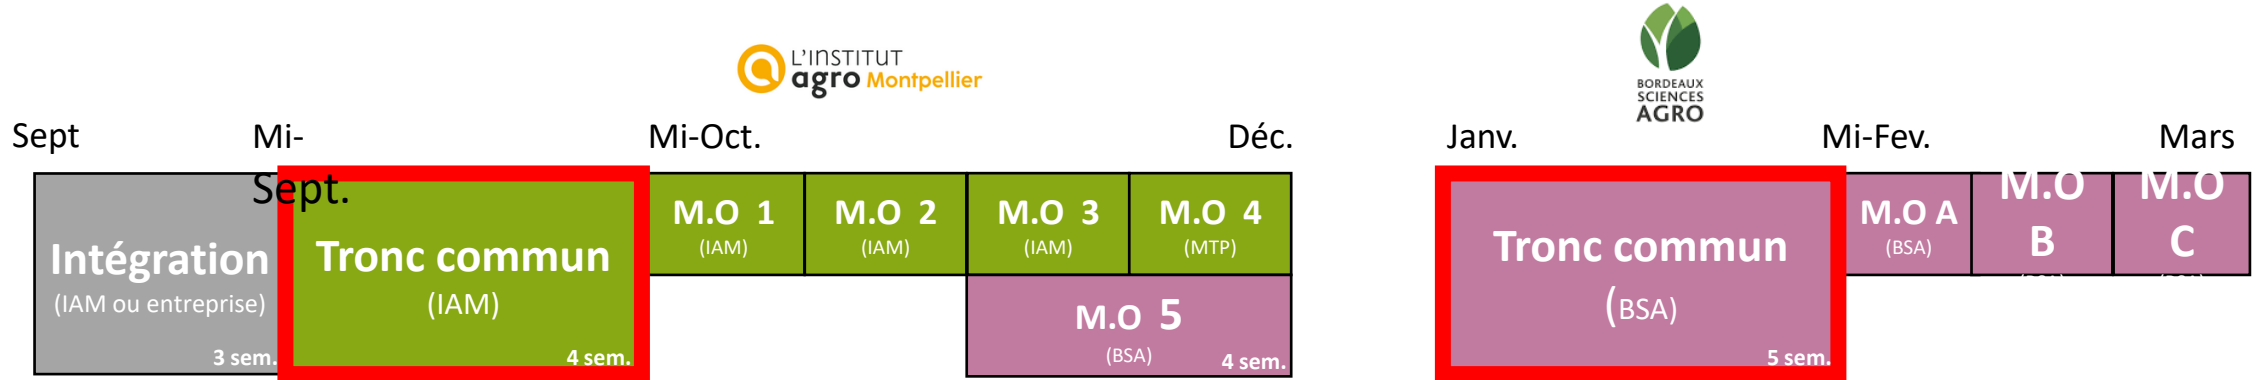 L'INSTITUT
agro Montpellier
BORDEAUX
SCIENCES
AGRO
Sept
Mi-
Sept.
Mi-Oct.
Déc.
Janv.
Mi-Fev.
Mars
Intégration
(IAM ou entreprise)
3 sem.
Tronc commun
(IAM)
4 sem.
M.O 1
(IAM)
M.O 2
(IAM)
M.O 3
(IAM)
M.O 4
(MTP)
M.O 5
(BSA)
4 sem.
Tronc commun
(BSA)
5 sem.
M.O A
(BSA)
M.O
B
M.O
C